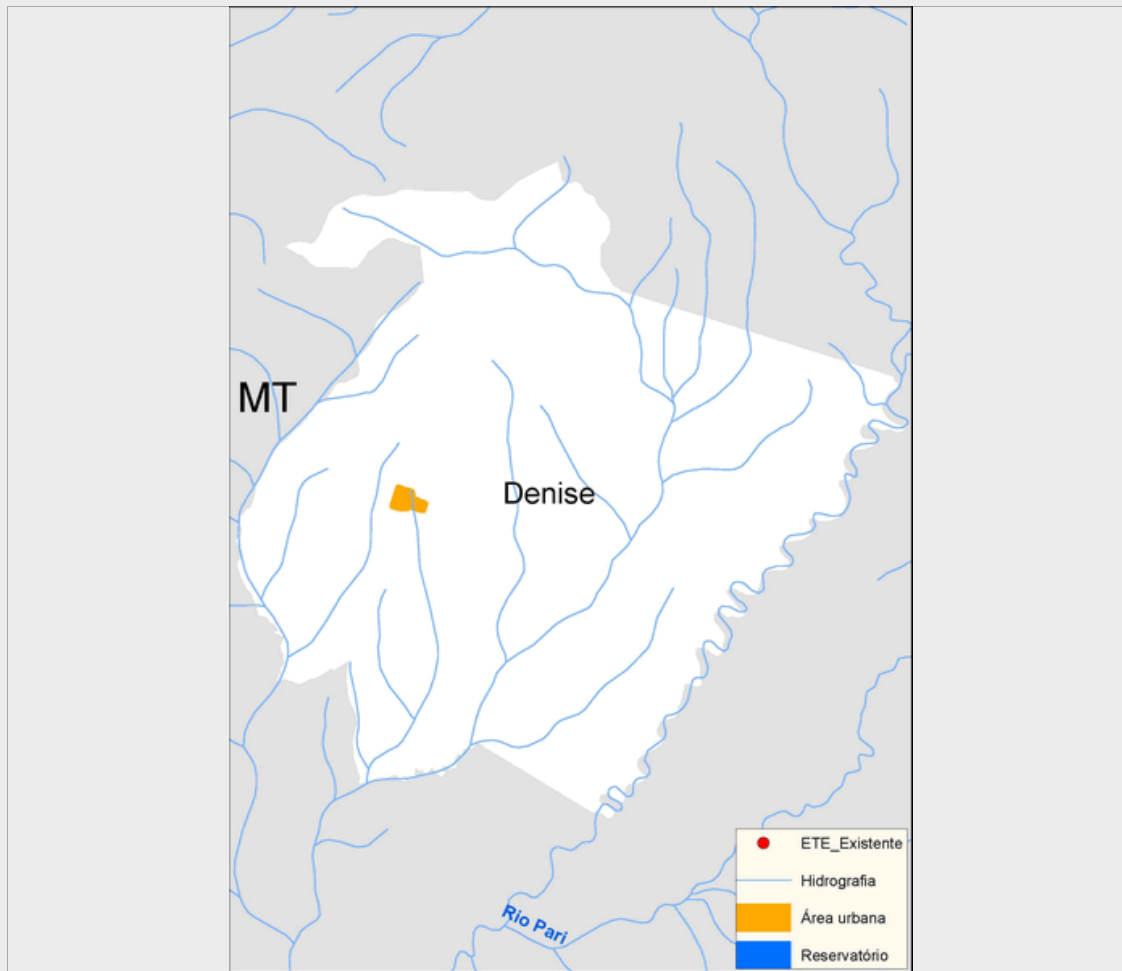 MT
Denise
Rio Pari
ETE_Existente
Hidrografia
Área urbana
Reservatório